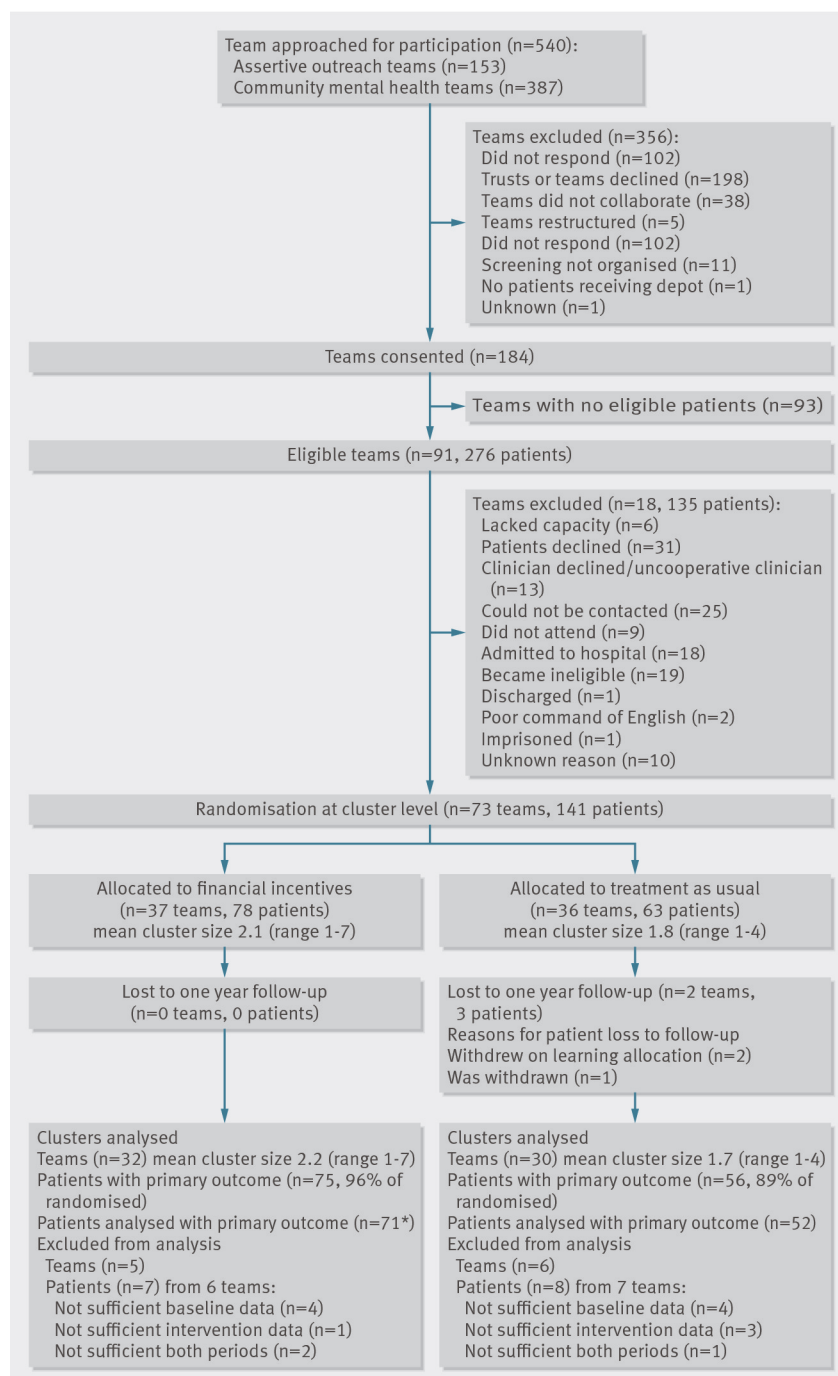 Team approached for participation (n=540):
Assertive outreach teams (n=153)
Community mental health teams (n=387)
Teams excluded (n=356):
Did not respond (n=102)
Trusts or teams declined (n=198)
Teams did not collaborate (n=38)
Teams restructured (n=5)
Did not respond (n=102)
Screening not organised (n=11)
No patients receiving depot (n=1)
Unknown (n=1)
Teams consented (n=184)
Teams with no eligible patients (n=93)
Eligible teams (n=91, 276 patients)
Teams excluded (n=18, 135 patients):
Lacked capacity (n=6)
Patients declined (n=31)
Clinician declined/uncooperative clinician
(n=13)
Could not be contacted (n=25)
Did not attend (n=9)
Admitted to hospital (n=18)
Became ineligible (n=19)
Discharged (n=1)
Poor command of English (n=2)
Imprisoned (n=1)
Unknown reason (n=10)
Randomisation at cluster level (n=73 teams, 141 patients)
Allocated to financial incentives
(n=37 teams, 78 patients)
mean cluster size 2.1 (range 1-7)
Allocated to treatment as usual
(n=36 teams, 63 patients)
mean cluster size 1.8 (range 1-4)
Lost to one year follow-up
(n=0 teams, 0 patients)
Lost to one year follow-up (n=2 teams,
3 patients)
Reasons for patient loss to follow-up
Withdrew on learning allocation (n=2)
Was withdrawn (n=1)
Clusters analysed
Teams (n=32) mean cluster size 2.2 (range 1-7)
Patients with primary outcome (n=75, 96% of
randomised)
Patients analysed with primary outcome (n=71*)
Excluded from analysis
Teams (n=5)
Patients (n=7) from 6 teams:
Not sufficient baseline data (n=4)
Not sufficient intervention data (n=1)
Not sufficient both periods (n=2)
Clusters analysed
Teams (n=30) mean cluster size 1.7 (range 1-4)
Patients with primary outcome (n=56, 89% of
randomised)
Patients analysed with primary outcome (n=52)
Excluded from analysis
Teams (n=6)
Patients (n=8) from 7 teams:
Not sufficient baseline data (n=4)
Not sufficient intervention data (n=3)
Not sufficient both periods (n=1)